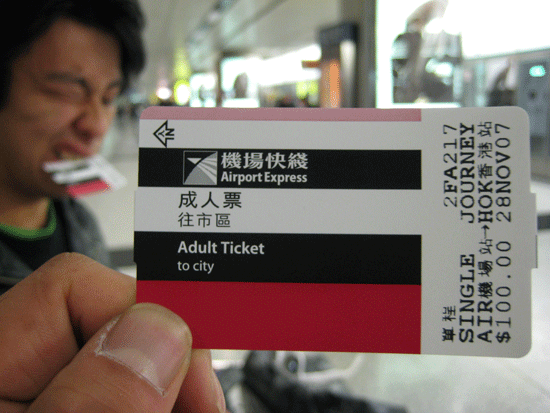 IN
機場快綫
Airport Express
成人票
往市區
Adult Ticket
to city
單程 2FA217
SINGLE JOURNEY
AIR機場站→HOK香港站
$100.00 28NOV07